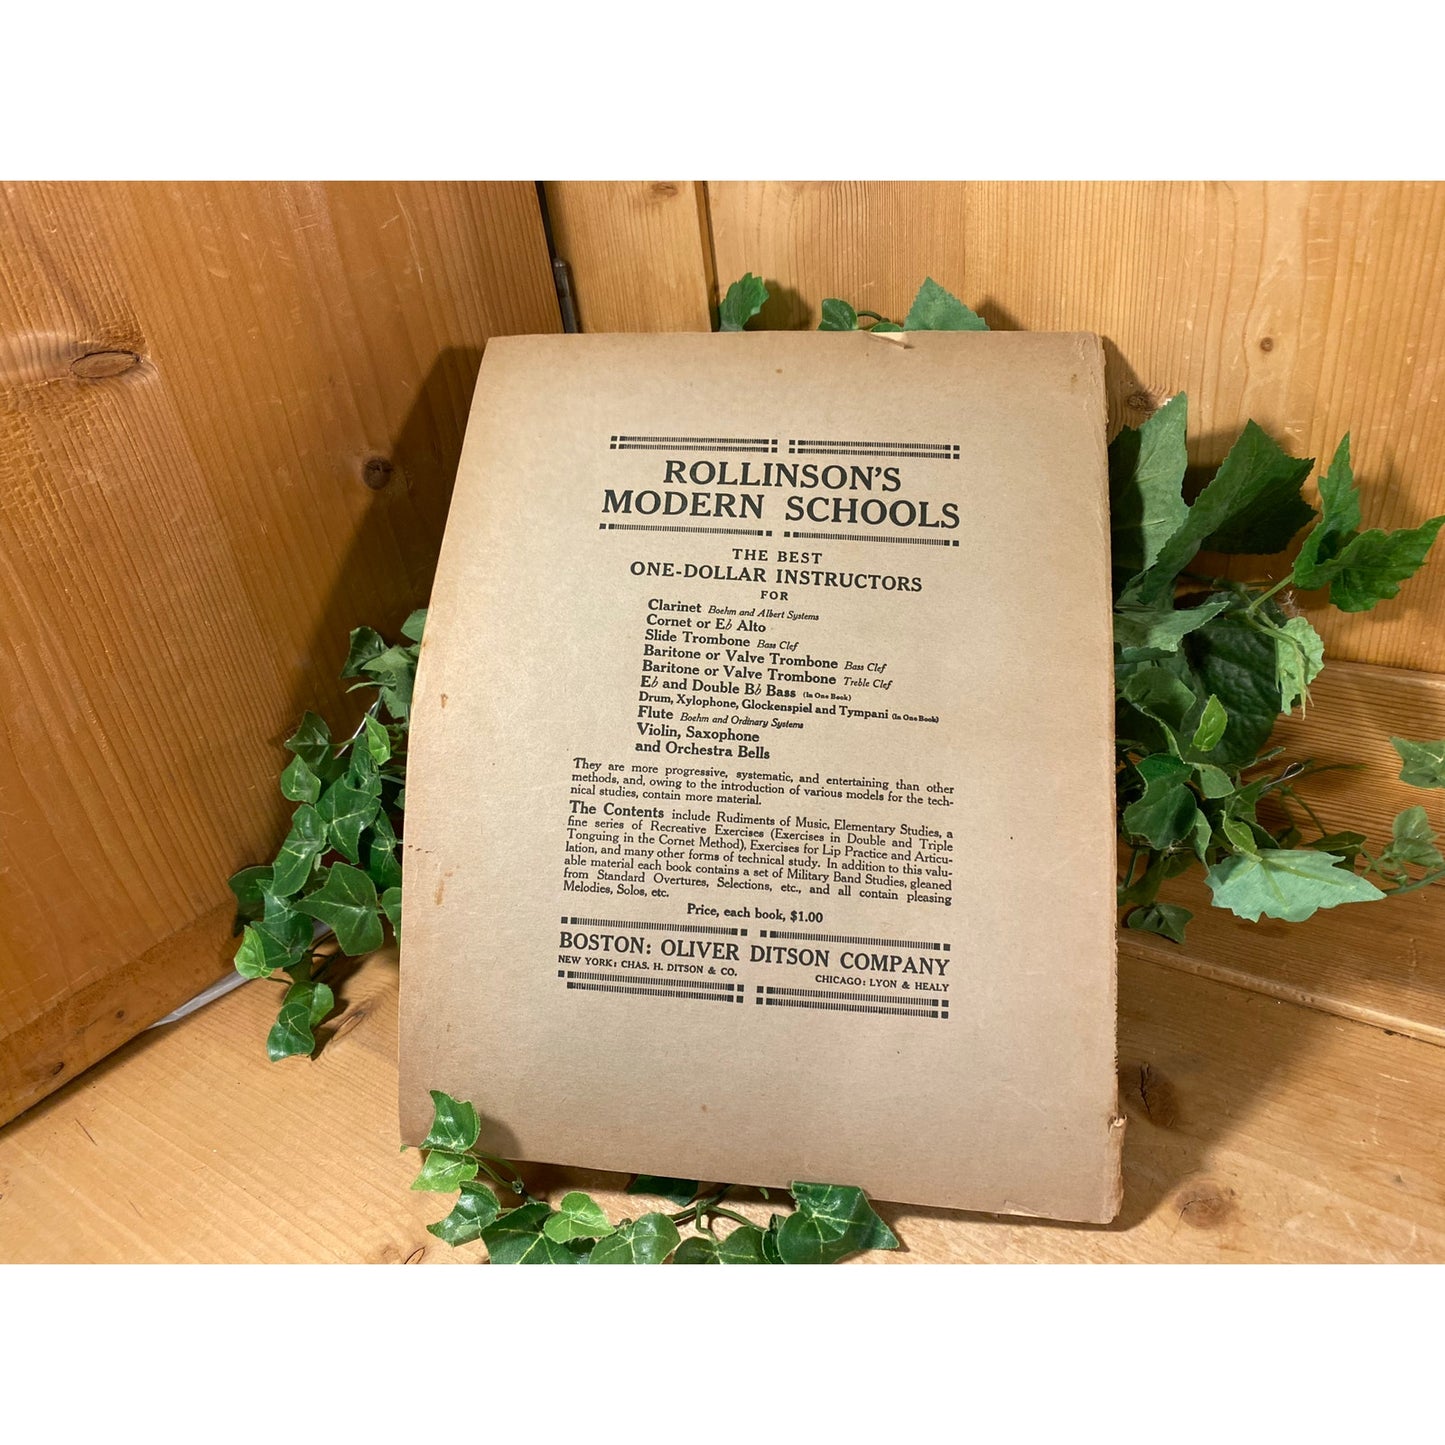 ROLLINSON'S
MODERN SCHOOLS
THE BEST
ONE-DOLLAR INSTRUCTORS
FOR
Clarinet Boehm and Albert Systems
Cornet or E♭ Alto
Slide Trombone Bass Clef
Baritone or Valve Trombone Bass Clef
Baritone or Valve Trombone Treble Clef
E♭ and Double B♭ Bass (In One Book)
Drum, Xylophone, Glockenspiel and Tympani (In One Book)
Flute Boehm and Ordinary Systems
Violin, Saxophone
and Orchestra Bells
They are more progressive, systematic, and entertaining than other
methods, and, owing to the introduction of various models for the tech-
nical studies, contain more material.
The Contents include Rudiments of Music, Elementary Studies, a
fine series of Recreative Exercises (Exercises in Double and Triple
Tonguing in the Cornet Method), Exercises for Lip Practice and Articu-
lation, and many other forms of technical study. In addition to this valu-
able material each book contains a set of Military Band Studies, gleaned
from Standard Overtures, Selections, etc., and all contain pleasing
Melodies, Solos, etc.
Price, each book, $1.00
BOSTON: OLIVER DITSON COMPANY
NEW YORK: CHAS. H. DITSON & CO. CHICAGO: LYON & HEALY